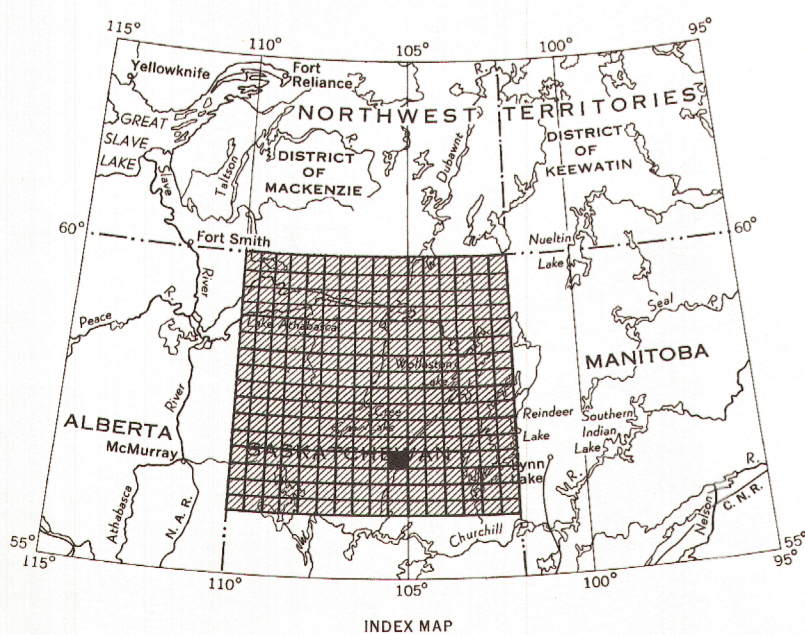 115°
110°
105°
100°
95°
Yellowknife
Fort
Reliance
NORTHWEST TERRITORIES
GREAT
SLAVE
LAKE
Slave
Taltson
DISTRICT
OF
MACKENZIE
Dubawnt
R.
DISTRICT
OF
KEEWATIN
60°
Fort Smith
Nueltin
Lake
60°
River
R.
Peace
Lake Athabasca
Seal R.
Wollaston
Lake
MANITOBA
River
Cree
Lake
ALBERTA
McMurray
SASKATCHEWAN
Reindeer
Lake
Southern
Indian
Lake
Lynn
Lake
R.
Athabasca
N. A. R.
Churchill
Nelson
R.
C. N. R.
55°
115°
110°
105°
100°
55°
95°
INDEX MAP